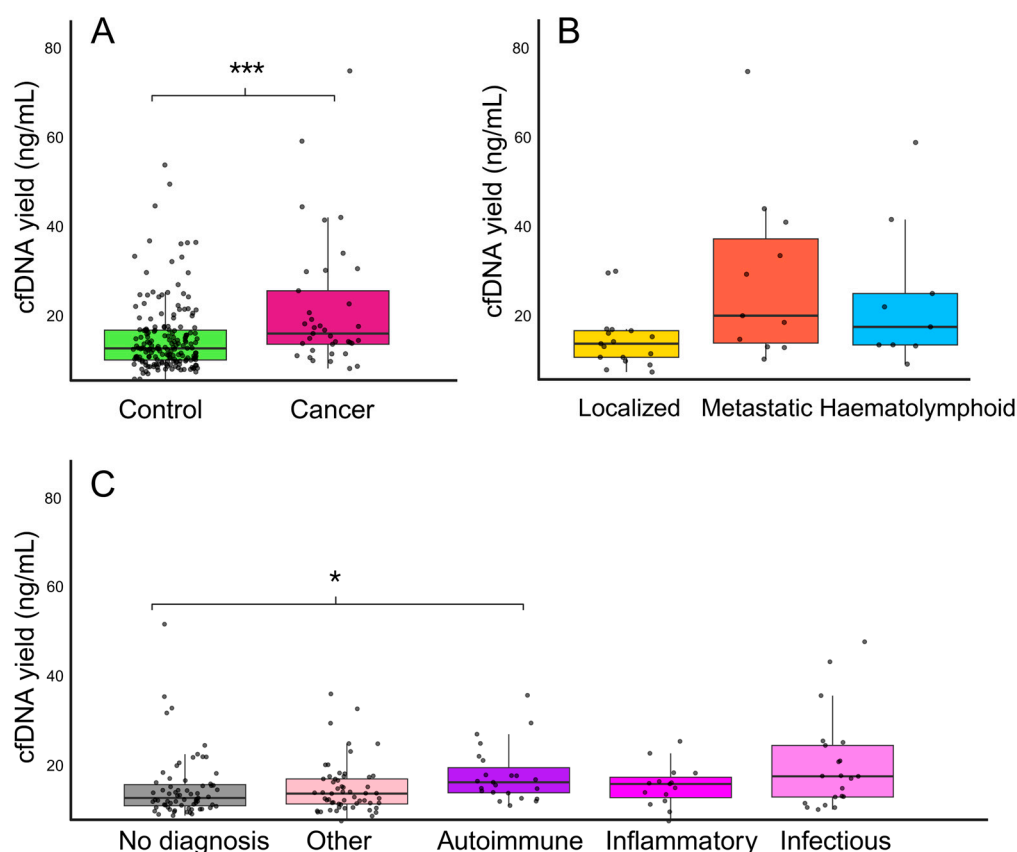 A
B
***
80
60
40
20
cfDNA yield (ng/mL)
Control Cancer
80
60
40
20
cfDNA yield (ng/mL)
Localized Metastatic Haematolymphoid
C
*
80
60
40
20
cfDNA yield (ng/mL)
No diagnosis Other Autoimmune Inflammatory Infectious